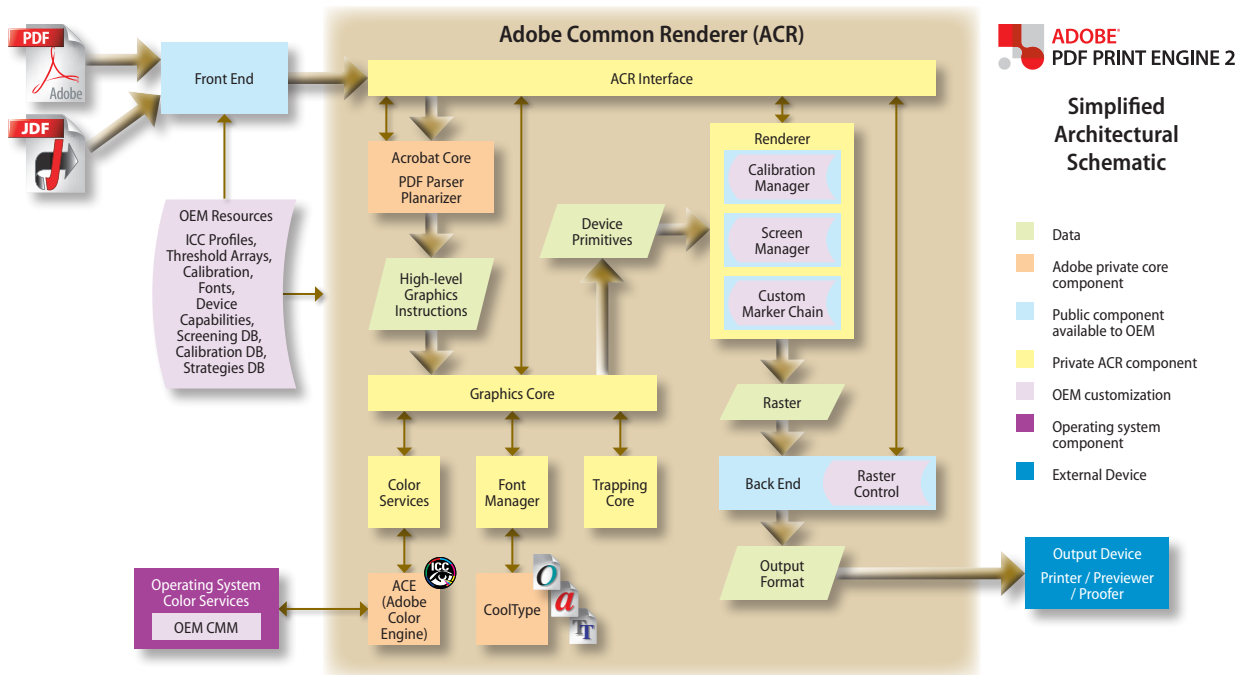 Adobe Common Renderer (ACR)
ADOBE®
PDF PRINT ENGINE 2
Simplified
Architectural
Schematic
PDF
Adobe
JDF
Front End
ACR Interface
Acrobat Core
PDF Parser
Planarizer
Renderer
Calibration
Manager
Screen
Manager
Custom
Marker Chain
OEM Resources
ICC Profiles,
Threshold Arrays,
Calibration,
Fonts,
Device
Capabilities,
Screening DB,
Calibration DB,
Strategies DB
Device
Primitives
High-level
Graphics
Instructions
Graphics Core
Raster
Color
Services
Font
Manager
Trapping
Core
Back End
Raster
Control
Operating System
Color Services
OEM CMM
ICC
ACE
(Adobe
Color
Engine)
CoolType
O
a
TT
Output
Format
Output Device
Printer / Previewer
/ Proofer
Data
Adobe private core
component
Public component
available to OEM
Private ACR component
OEM customization
Operating system
component
External Device